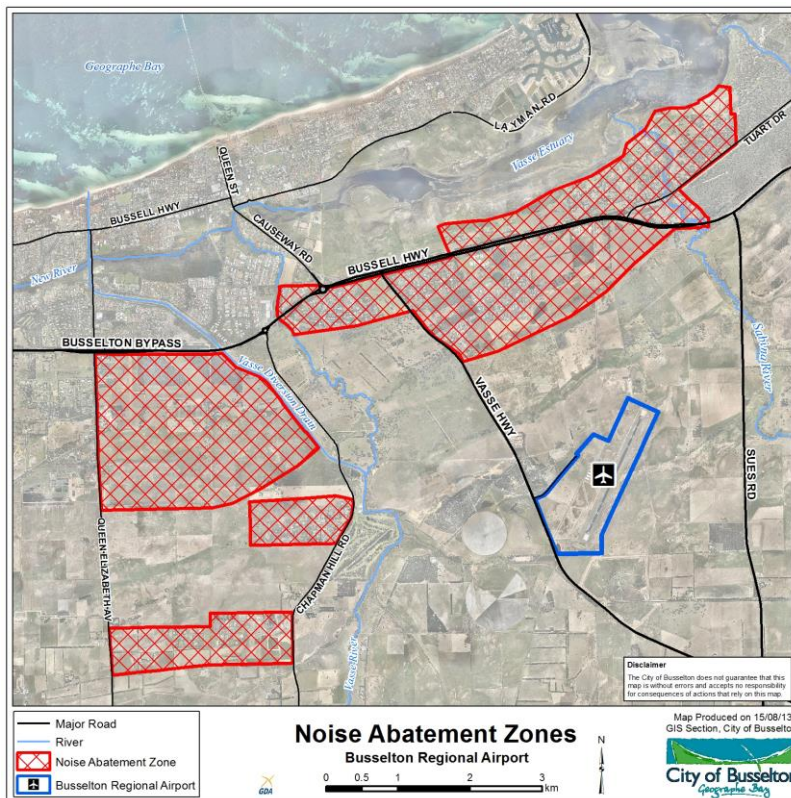 Geographe Bay
LAYMAN RD
TUART DR
Vasse Estuary
QUEEN ST
BUSSELL HWY
CAUSEWAY RD
BUSSELL HWY
New River
BUSSELTON BYPASS
Vasse Diversion Drain
VASSE HWY
Sabina River
SUES RD
QUEEN ELIZABETH AV
CHAPMAN HILL RD
Vasse River
Disclaimer
The City of Busselton does not guarantee that this
map is without errors and accepts no responsibility
for consequences of actions that rely on this map.
Major Road
River
Noise Abatement Zone
Busselton Regional Airport
Noise Abatement Zones
Busselton Regional Airport
GDA
0 0.5 1 2 3
km
N
Map Produced on 15/08/13
GIS Section, City of Busselto
City of Busselton
Geographe Bay